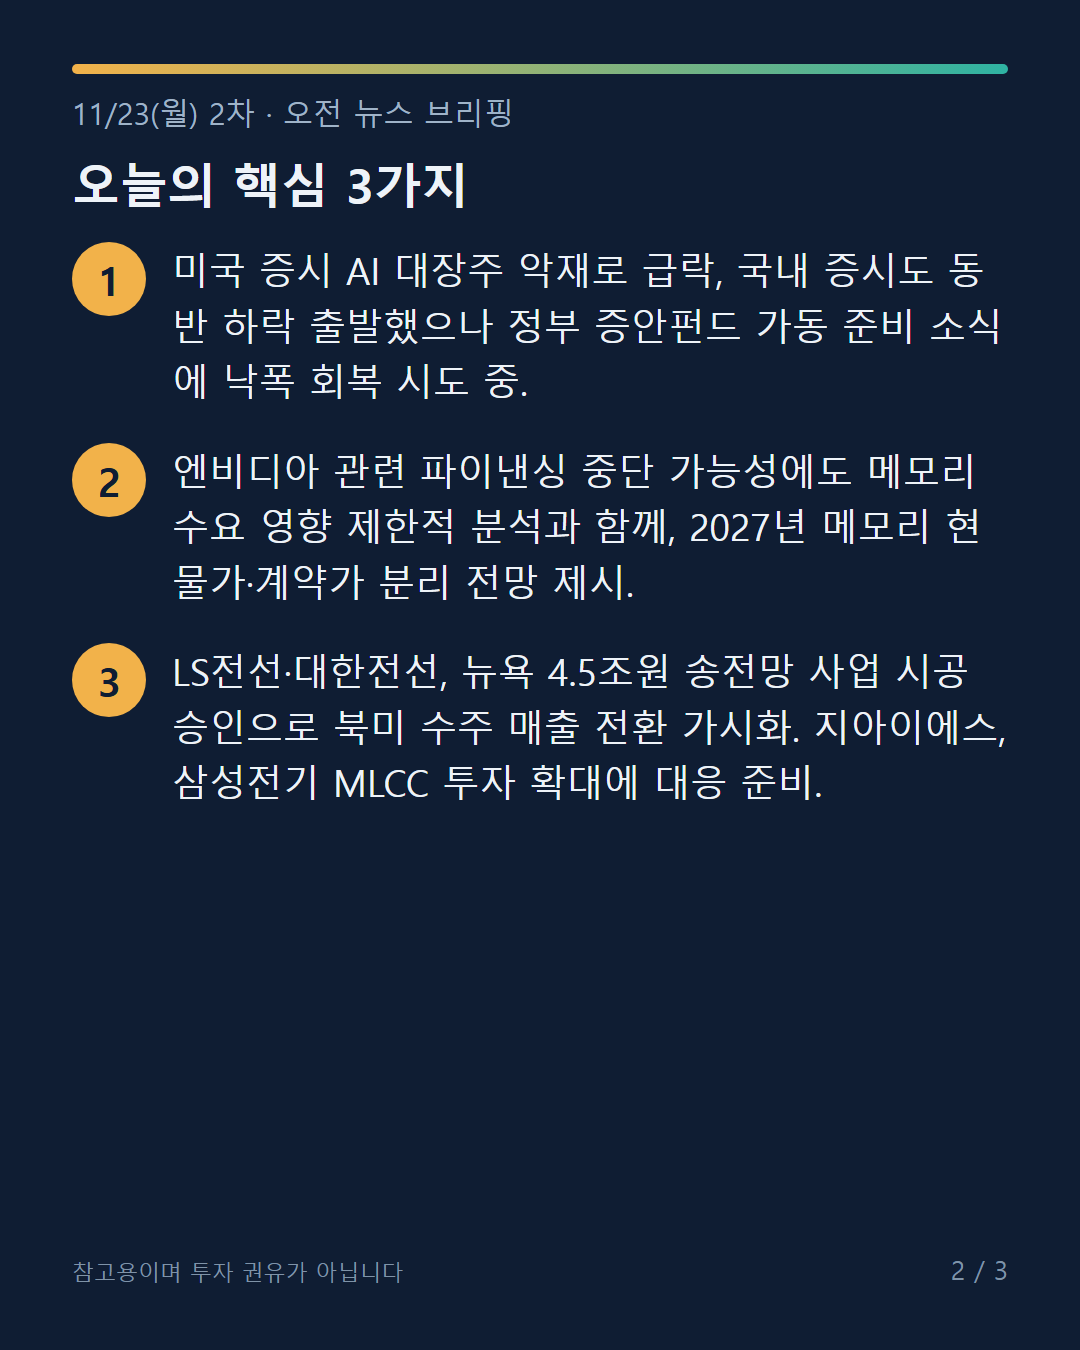 11/23(월) 2차 · 오전 뉴스 브리핑
오늘의 핵심 3가지
1
미국 증시 AI 대장주 악재로 급락, 국내 증시도 동
반 하락 출발했으나 정부 증안펀드 가동 준비 소식
에 낙폭 회복 시도 중.
2
엔비디아 관련 파이낸싱 중단 가능성에도 메모리
수요 영향 제한적 분석과 함께, 2027년 메모리 현
물가·계약가 분리 전망 제시.
3
LS전선·대한전선, 뉴욕 4.5조원 송전망 사업 시공
승인으로 북미 수주 매출 전환 가시화. 지아이에스,
삼성전기 MLCC 투자 확대에 대응 준비.
참고용이며 투자 권유가 아닙니다
2 / 3